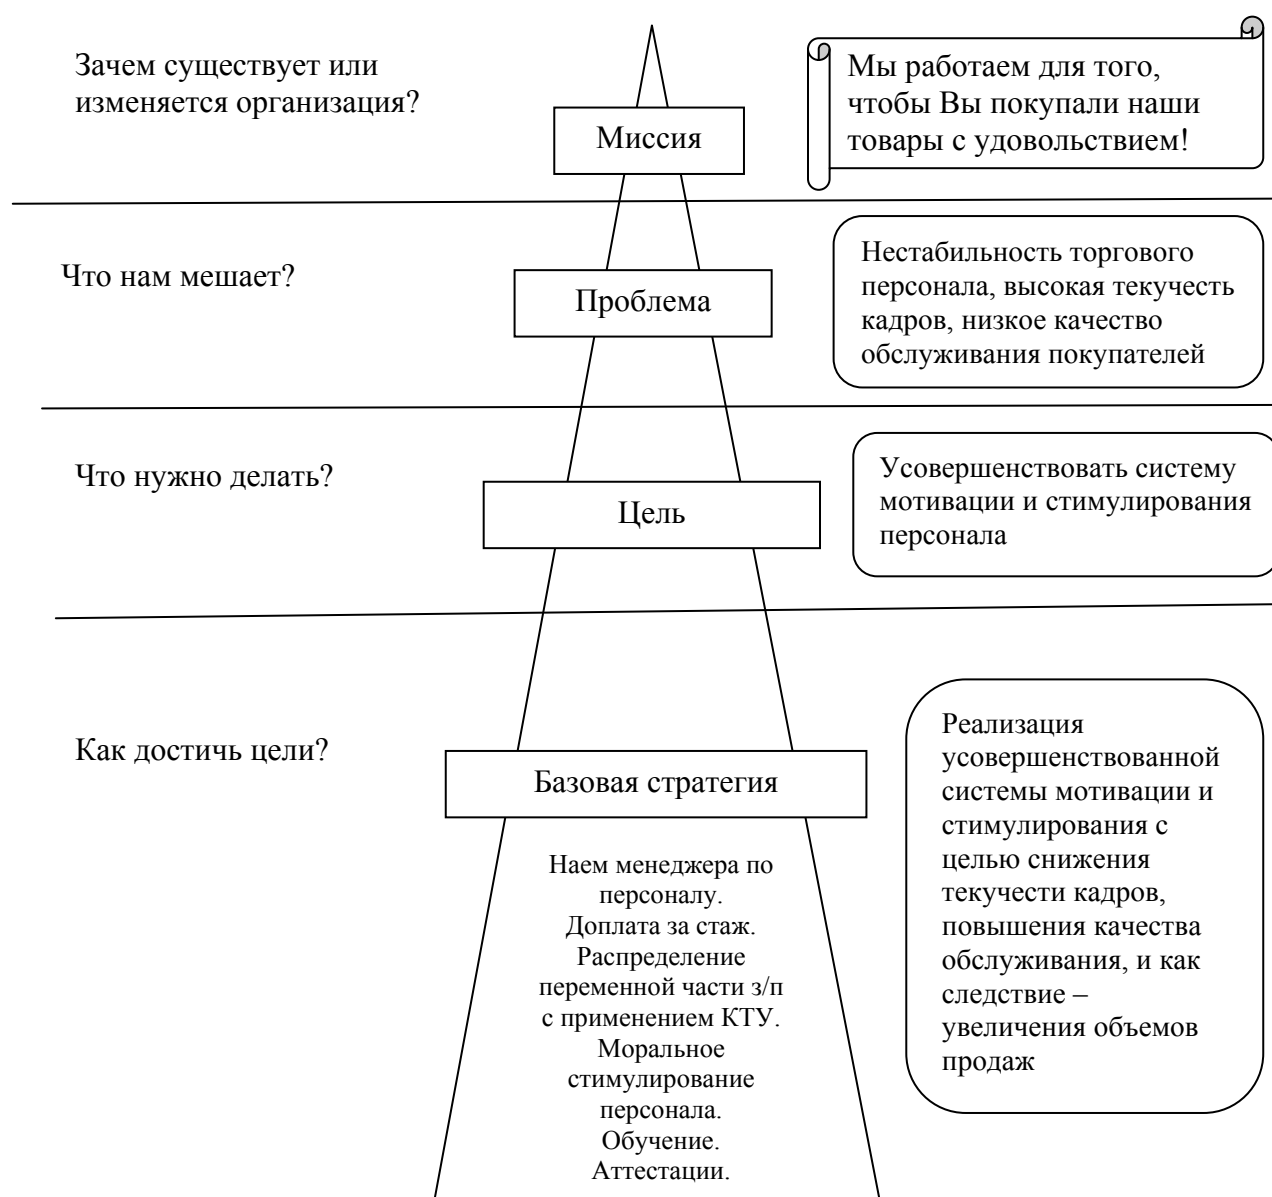 Зачем существует или
изменяется организация?
Миссия
Мы работаем для того,
чтобы Вы покупали наши
товары с удовольствием!
Что нам мешает?
Проблема
Нестабильность торгового
персонала, высокая текучесть
кадров, низкое качество
обслуживания покупателей
Что нужно делать?
Цель
Усовершенствовать систему
мотивации и стимулирования
персонала
Как достичь цели?
Базовая стратегия
Наем менеджера по
персоналу.
Доплата за стаж.
Распределение
переменной части з/п
с применением КТУ.
Моральное
стимулирование
персонала.
Обучение.
Аттестации.
Реализация
усовершенствованной
системы мотивации и
стимулирования с
целью снижения
текучести кадров,
повышения качества
обслуживания, и как
следствие –
увеличения объемов
продаж